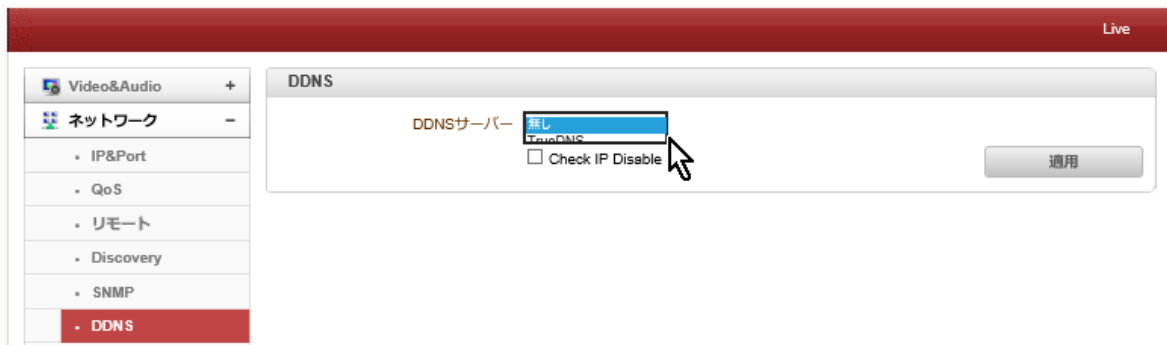 Live
Video&Audio +
ネットワーク −
IP&Port
QoS
リモート
Discovery
SNMP
DDNS
DDNS
DDNSサーバー 無し
TrueDNS
Check IP Disable
適用